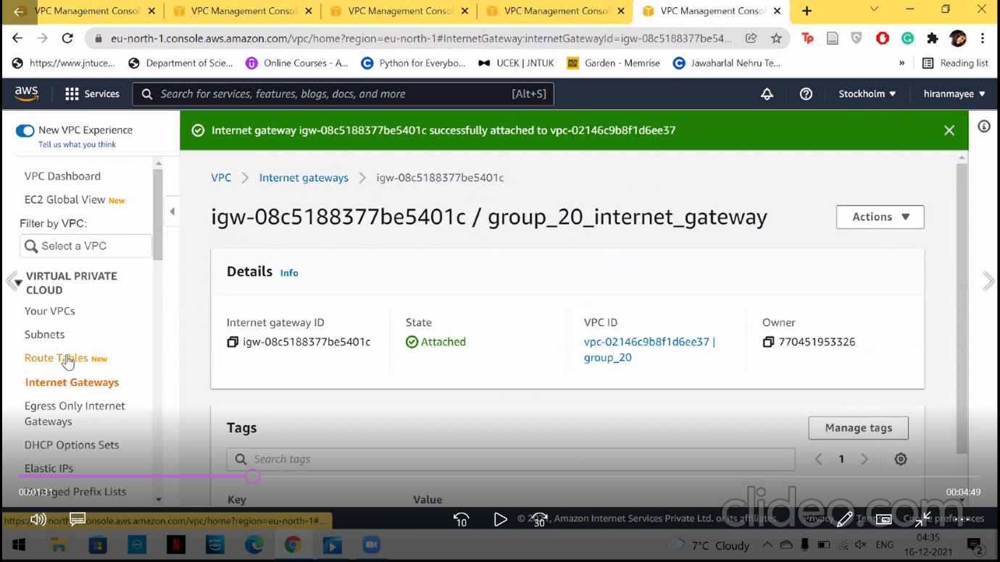 VPC Management Consol
VPC Management Consol
VPC Management Consol
VPC Management Consol
VPC Management Consol
eu-north-1.console.aws.amazon.com/vpc/home?region=eu-north-1#InternetGateway:internetGatewayId=igw-08c5188377be54...
https://www.jntuce...
Department of Scie...
Online Courses - A...
Python for Everybo...
UCEK | JNTUK
Garden - Memrise
Jawaharlal Nehru Te...
»
Reading list
aws
Services
Search for services, features, blogs, docs, and more
[Alt+S]
Stockholm
hiranmayee
New VPC Experience
Tell us what you think
Internet gateway igw-08c5188377be5401c successfully attached to vpc-02146c9b8f1d6ee37
VPC Dashboard
EC2 Global View New
Filter by VPC:
Select a VPC
VIRTUAL PRIVATE
CLOUD
Your VPCs
Subnets
Route Tables New
Internet Gateways
Egress Only Internet
Gateways
DHCP Options Sets
Elastic IPs
Managed Prefix Lists
VPC
Internet gateways
igw-08c5188377be5401c
igw-08c5188377be5401c / group_20_internet_gateway
Actions
Details Info
Internet gateway ID
igw-08c5188377be5401c
State
Attached
VPC ID
vpc-02146c9b8f1d6ee37 |
group_20
Owner
770451953326
Tags
Manage tags
Search tags
1
Key
Value
00:01:31
00:04:49
clideo.com
https://eu-north-1.console.aws.amazon.com/vpc/home?region=eu-north-1#...
10
30
Amazon Internet Services Private Ltd. or its affiliates.
Privacy
Terms
Cookie preferences
prime video
7°C Cloudy
ENG
04:35
16-12-2021
2